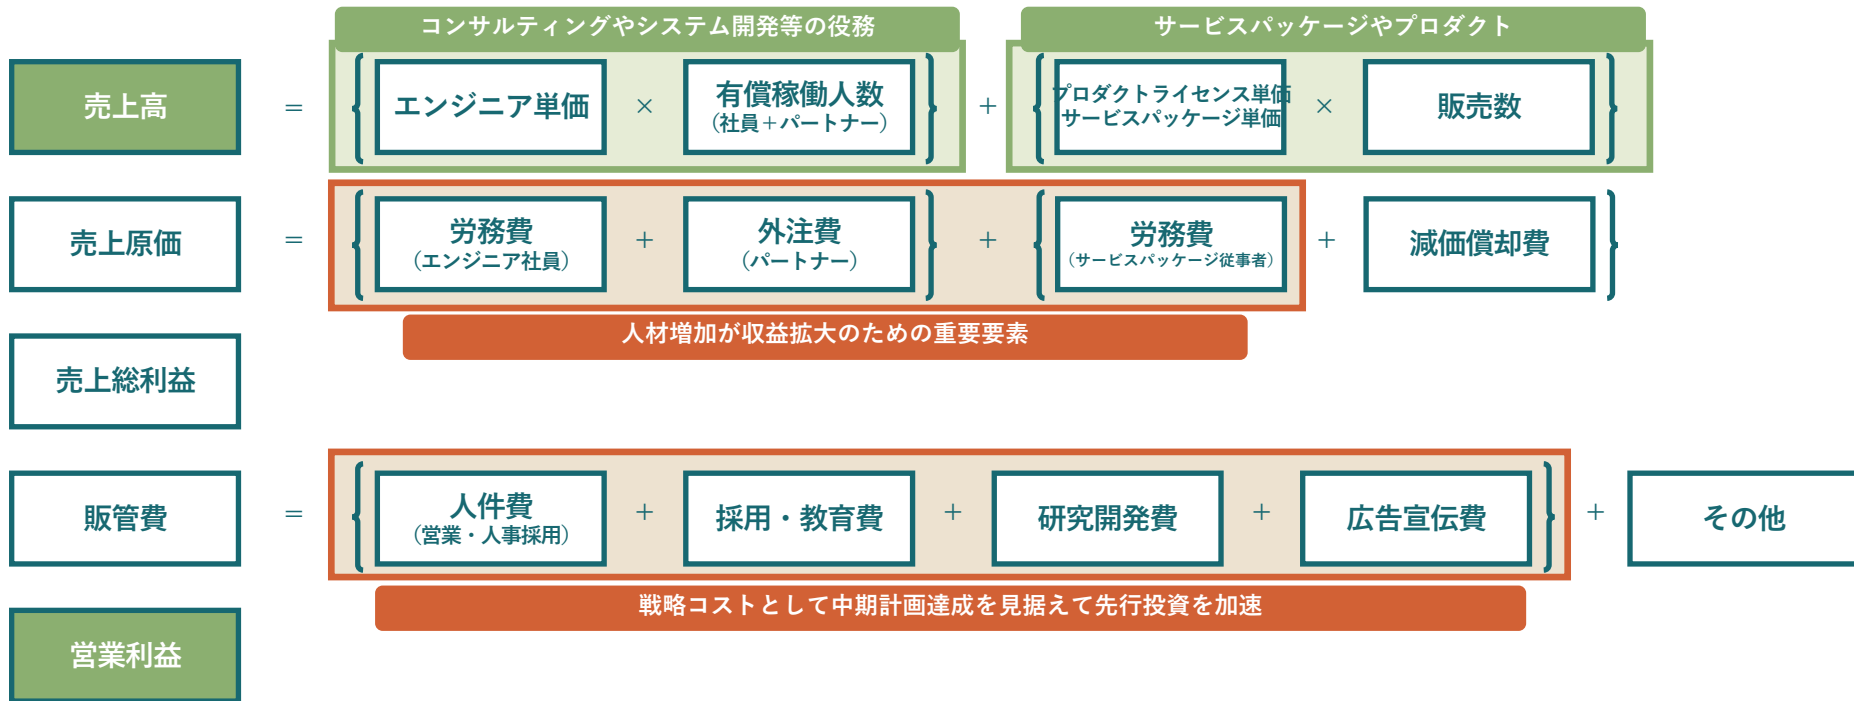 コンサルティングやシステム開発等の役務
サービスパッケージやプロダクト
売上高
=
{
エンジニア単価
×
有償稼働人数
（社員＋パートナー）
}
+
{
プロダクトライセンス単価
サービスパッケージ単価
×
販売数
}
売上原価
=
{
労務費
（エンジニア社員）
+
外注費
（パートナー）
}
+
{
労務費
（サービスパッケージ従事者）
+
減価償却費
}
人材増加が収益拡大のための重要要素
売上総利益
販管費
=
{
人件費
（営業・人事採用）
+
採用・教育費
+
研究開発費
+
広告宣伝費
}
+
その他
戦略コストとして中期計画達成を見据えて先行投資を加速
営業利益